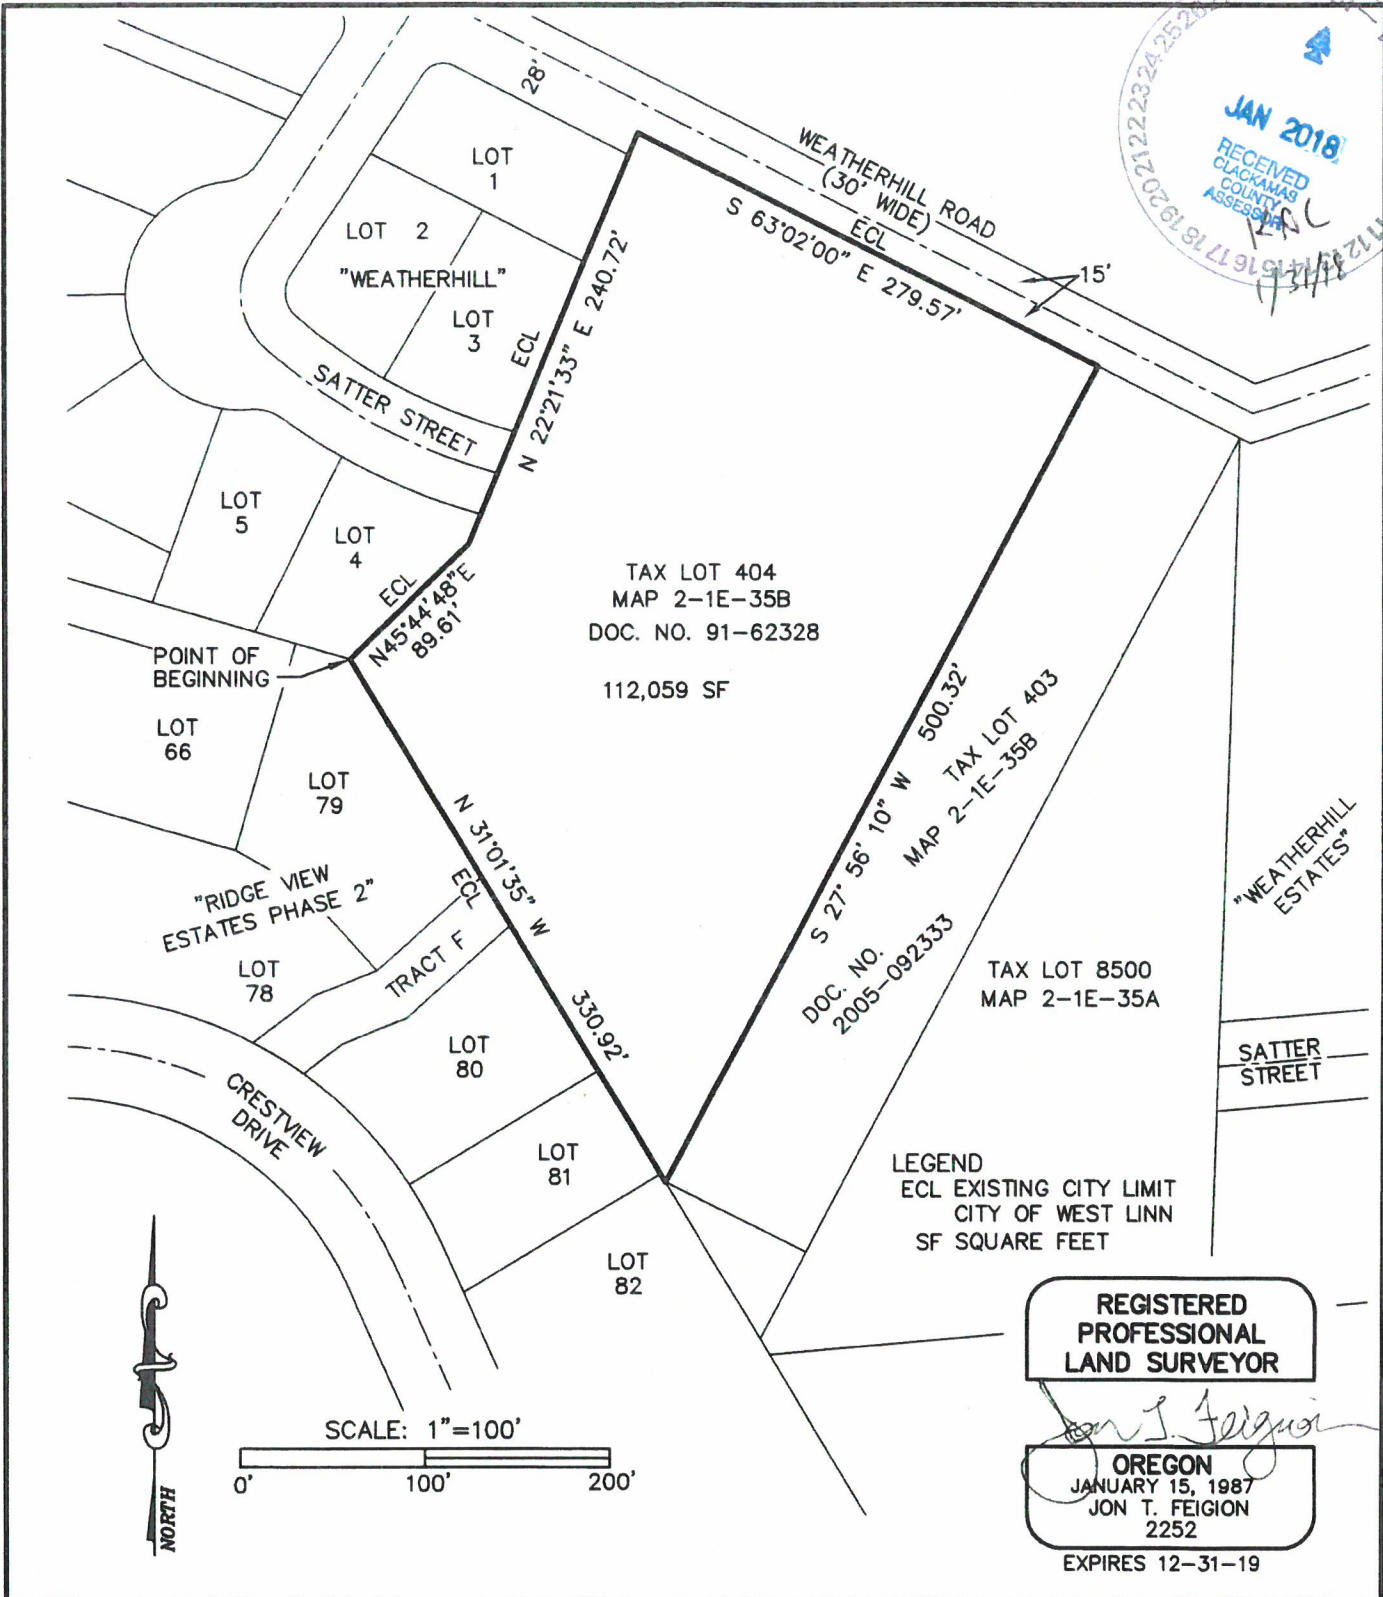 28'
WEATHERHILL ROAD
(30' WIDE)
ECL
S 63°02'00" E 279.57'
15'
JAN 2018
RECEIVED
CLACKAMAS
COUNTY
ASSESSOR
1/31/18
LOT
1
LOT 2
"WEATHERHILL"
LOT
3
ECL
N 22°21'33" E 240.72'
SATTER STREET
LOT
5
LOT
4
ECL
N45°44'48"E
89.61'
POINT OF
BEGINNING
TAX LOT 404
MAP 2-1E-35B
DOC. NO. 91-62328
112,059 SF
LOT
66
LOT
79
N 31°01'35" W
330.92'
ECL
"RIDGE VIEW
ESTATES PHASE 2"
LOT
78
TRACT F
LOT
80
CRESTVIEW
DRIVE
LOT
81
LOT
82
S 27° 56' 10" W 500.32'
TAX LOT 403
MAP 2-1E-35B
DOC. NO.
2005-092333
TAX LOT 8500
MAP 2-1E-35A
"WEATHERHILL
ESTATES"
SATTER
STREET
LEGEND
ECL EXISTING CITY LIMIT
CITY OF WEST LINN
SF SQUARE FEET
REGISTERED
PROFESSIONAL
LAND SURVEYOR
Jon T. Feigion
OREGON
JANUARY 15, 1987
JON T. FEIGION
2252
EXPIRES 12-31-19
SCALE: 1"=100'
0' 100' 200'
NORTH